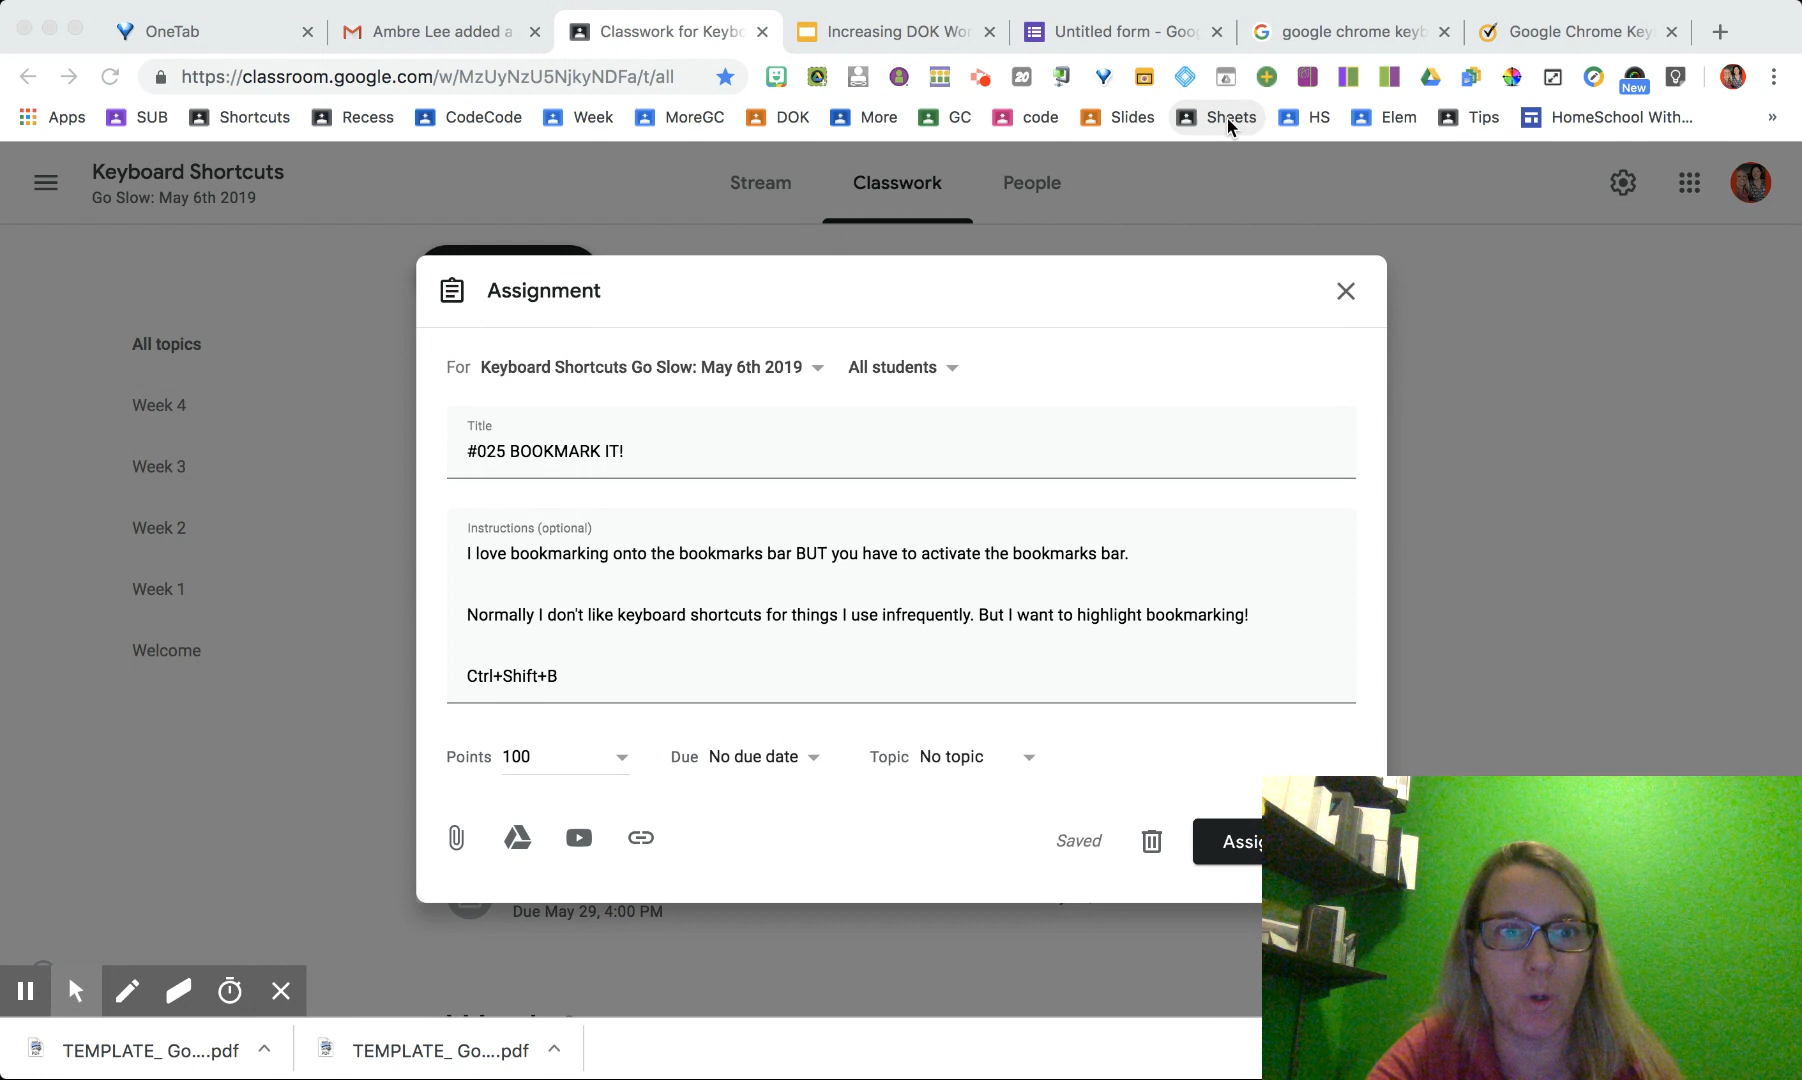 OneTab
Ambre Lee added a
Classwork for Keybo
Increasing DOK Wor
Untitled form - Goog
google chrome keyb
Google Chrome Key
https://classroom.google.com/w/MzUyNzU5NjkyNDFa/t/all
20
New
Apps
SUB
Shortcuts
Recess
CodeCode
Week
MoreGC
DOK
More
GC
code
Slides
Sheets
HS
Elem
Tips
HomeSchool With...
»
Keyboard Shortcuts
Go Slow: May 6th 2019
Stream
Classwork
People
Assignment
All topics
Week 4
Week 3
Week 2
Week 1
Welcome
For Keyboard Shortcuts Go Slow: May 6th 2019 All students
Title
#025 BOOKMARK IT!
Instructions (optional)
I love bookmarking onto the bookmarks bar BUT you have to activate the bookmarks bar.
Normally I don't like keyboard shortcuts for things I use infrequently. But I want to highlight bookmarking!
Ctrl+Shift+B
Points 100 Due No due date Topic No topic
Saved
Assig
Due May 29, 4:00 PM
TEMPLATE_ Go....pdf
TEMPLATE_ Go....pdf